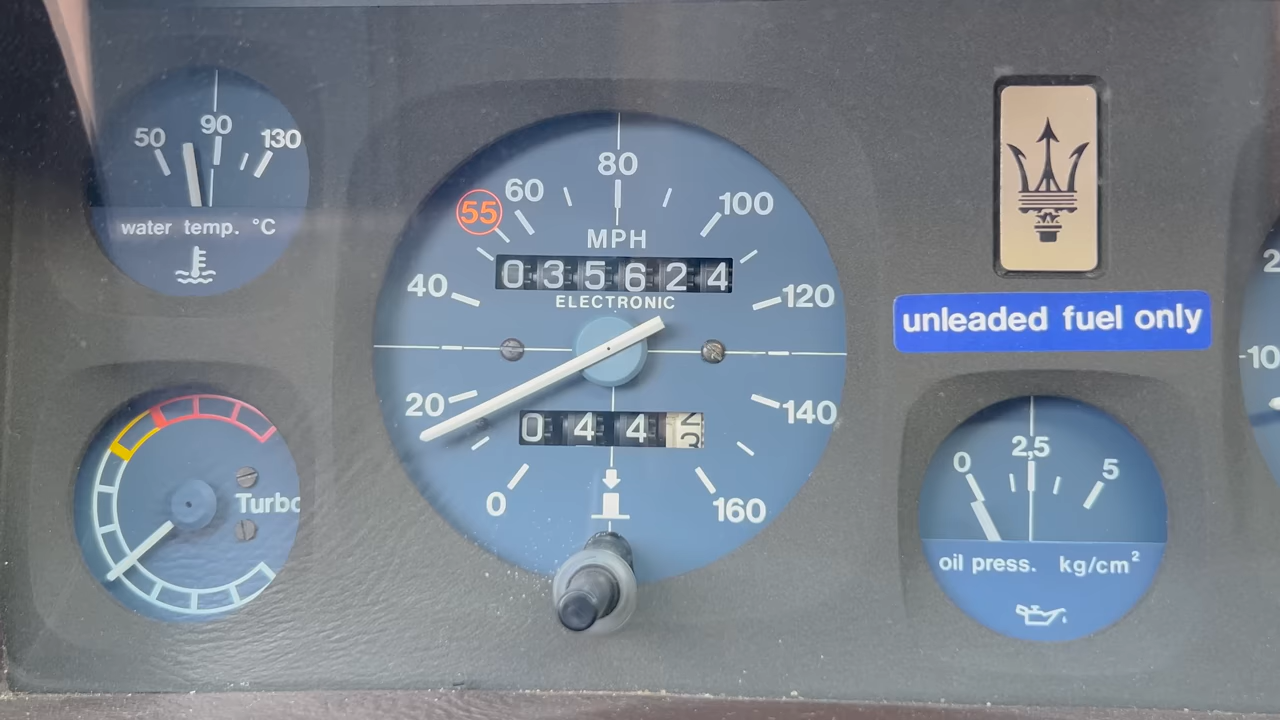 50 90 130
water temp. °C
Turbo
0 20 40 55 60 80 100 120 140 160
MPH
035624
ELECTRONIC
044
unleaded fuel only
0 2,5 5
oil press. kg/cm²